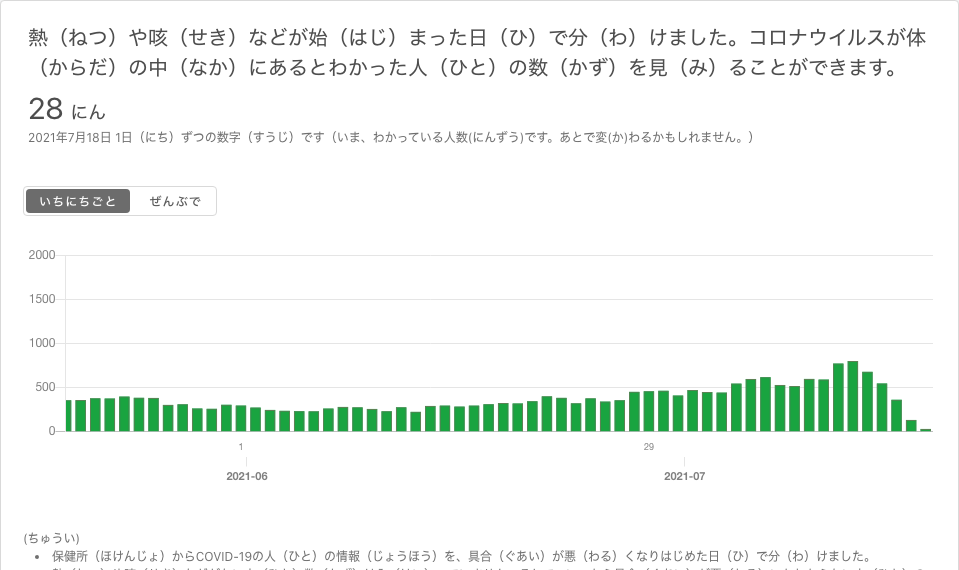 熱（ねつ）や咳（せき）などが始（はじ）まった日（ひ）で分（わ）けました。コロナウイルスが体
（からだ）の中（なか）にあるとわかった人（ひと）の数（かず）を見（み）ることができます。
28 にん
2021年7月18日 1日（にち）ずつの数字（すうじ）です（いま、わかっている人数(にんずう)です。あとで変(か)わるかもしれません。）
いちにちごと ぜんぶで
2000
1500
1000
500
0
1 29
2021-06 2021-07
(ちゅうい)
• 保健所（ほけんじょ）からCOVID-19の人（ひと）の情報（じょうほう）を、具合（ぐあい）が悪（わる）くなりはじめた日（ひ）で分（わ）けました。